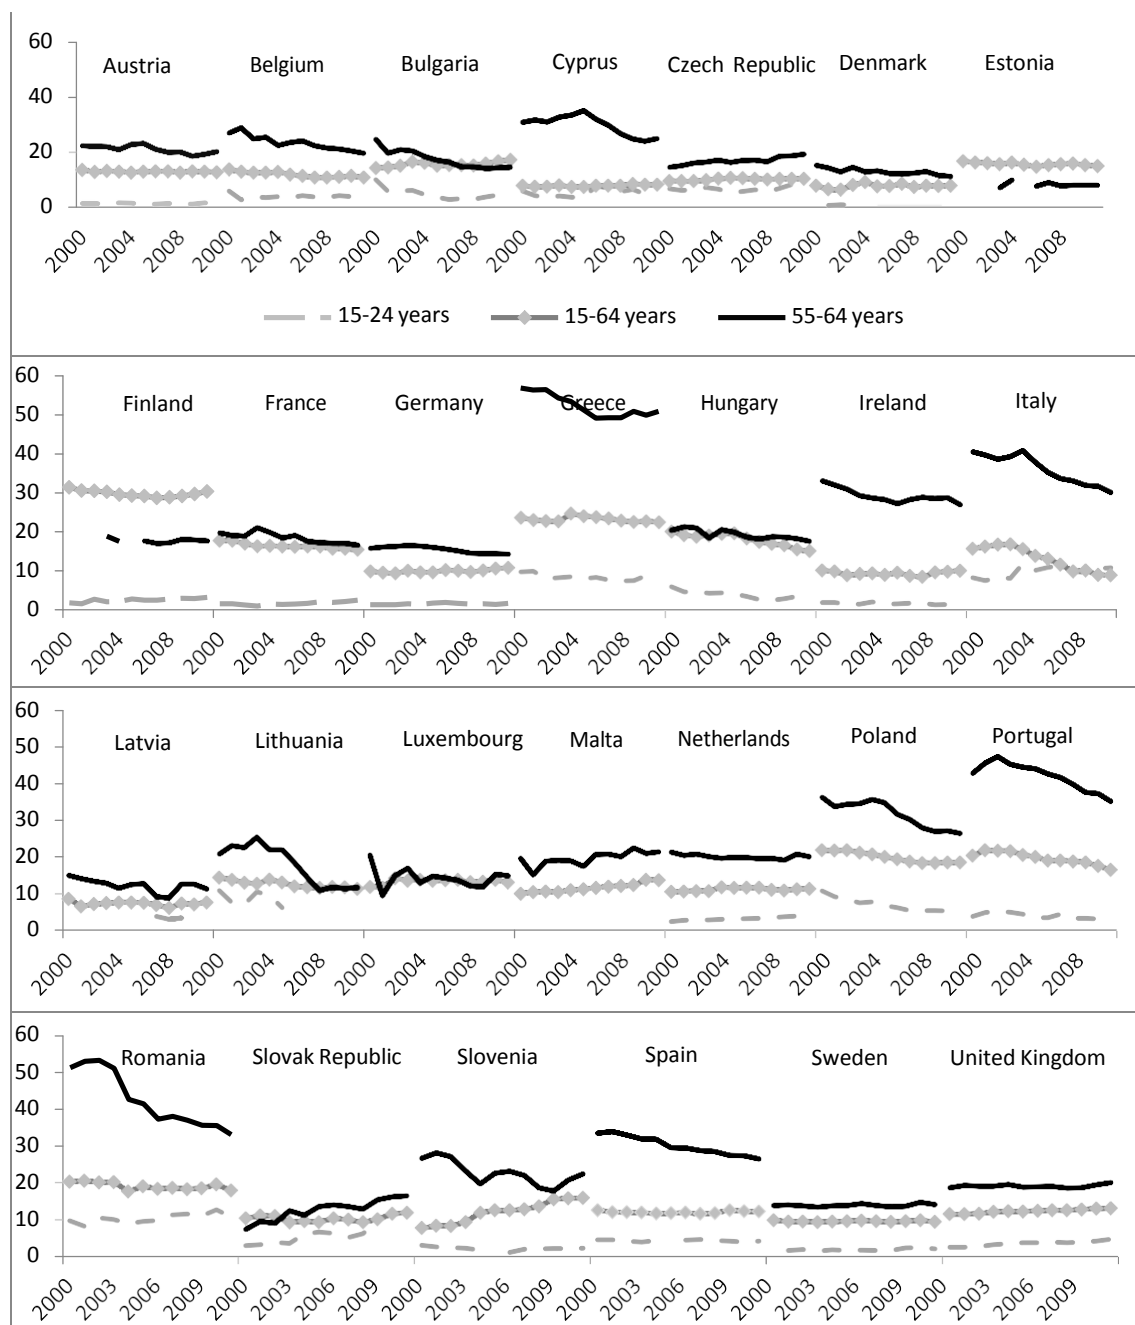 60
Austria Belgium Bulgaria Cyprus Czech Republic Denmark Estonia
40
20
0
2000 2004 2008 2000 2004 2008 2000 2004 2008 2000 2004 2008 2000 2004 2008 2000 2004 2008 2000 2004 2008
15-24 years 15-64 years 55-64 years
60
Finland France Germany Greece Hungary Ireland Italy
50
40
30
20
10
0
2000 2004 2008 2000 2004 2008 2000 2004 2008 2000 2004 2008 2000 2004 2008 2000 2004 2008 2000 2004 2008
60
Latvia Lithuania Luxembourg Malta Netherlands Poland Portugal
50
40
30
20
10
0
2000 2004 2008 2000 2004 2008 2000 2004 2008 2000 2004 2008 2000 2004 2008 2000 2004 2008 2000 2004 2008
60
Romania Slovak Republic Slovenia Spain Sweden United Kingdom
50
40
30
20
10
0
2000 2003 2006 2009 2000 2003 2006 2009 2000 2003 2006 2009 2000 2003 2006 2009 2000 2003 2006 2009 2000 2003 2006 2009